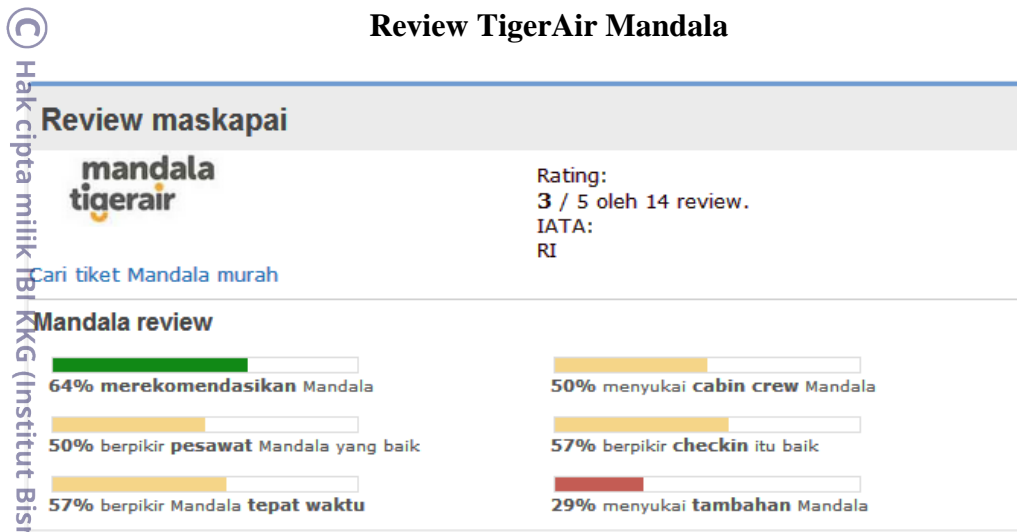 Review TigerAir Mandala
© Hak cipta milik IBI KKG (Institut Bisn
Review maskapai
mandala
tigerair
Rating:
3 / 5 oleh 14 review.
IATA:
RI
Cari tiket Mandala murah
Mandala review
64% merekomendasikan Mandala
50% menyukai cabin crew Mandala
50% berpikir pesawat Mandala yang baik
57% berpikir checkin itu baik
57% berpikir Mandala tepat waktu
29% menyukai tambahan Mandala